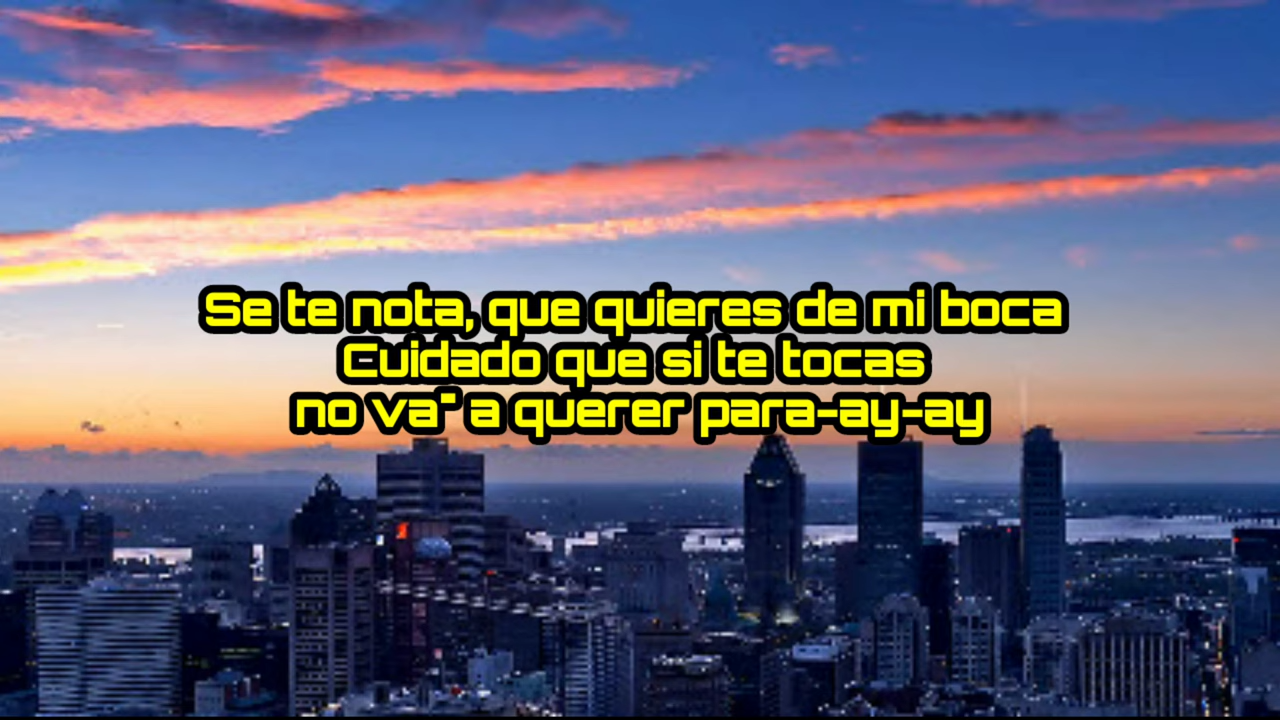 Se te nota, que quieres de mi boca
Cuidado que si te tocas
no va" a querer para-ay-ay